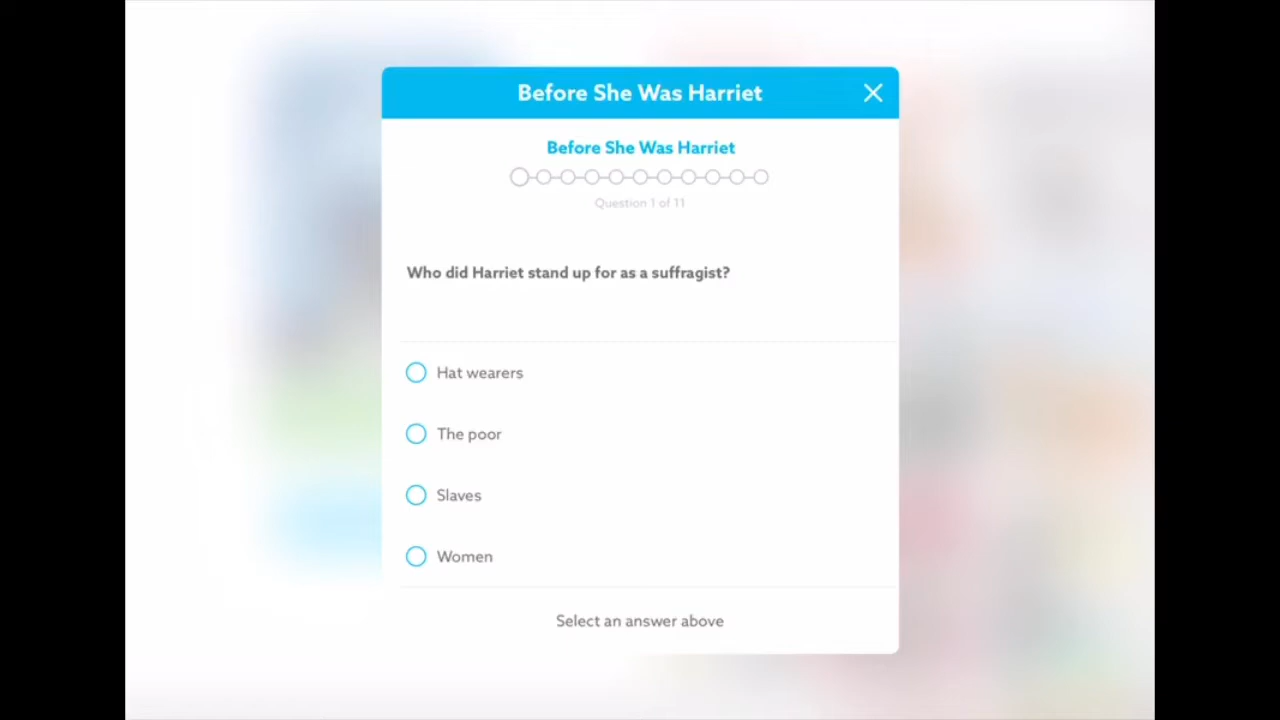 Before She Was Harriet
Before She Was Harriet
Question 1 of 11
Who did Harriet stand up for as a suffragist?
Hat wearers
The poor
Slaves
Women
Select an answer above